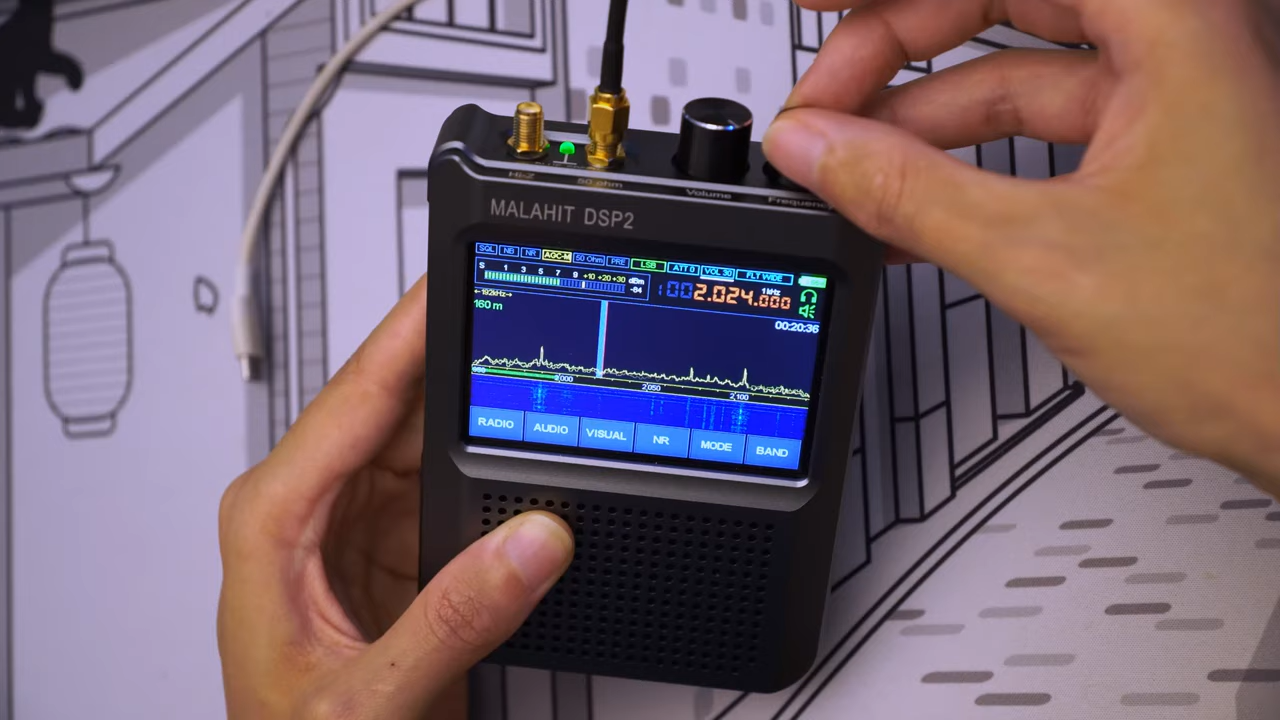 Hi-Z 50 ohm Volume Frequency
MALAHIT DSP2
SQL NB NR AGC-M 50 Ohm PRE LSB ATT 0 VOL 30 FLT WIDE
S 1 3 5 7 9 +10 +20 +30 dBm
-84
1kHz
2.024.000
←192kHz→
160 m
00:20:36
2,000 2,050 2,100
RADIO AUDIO VISUAL NR MODE BAND